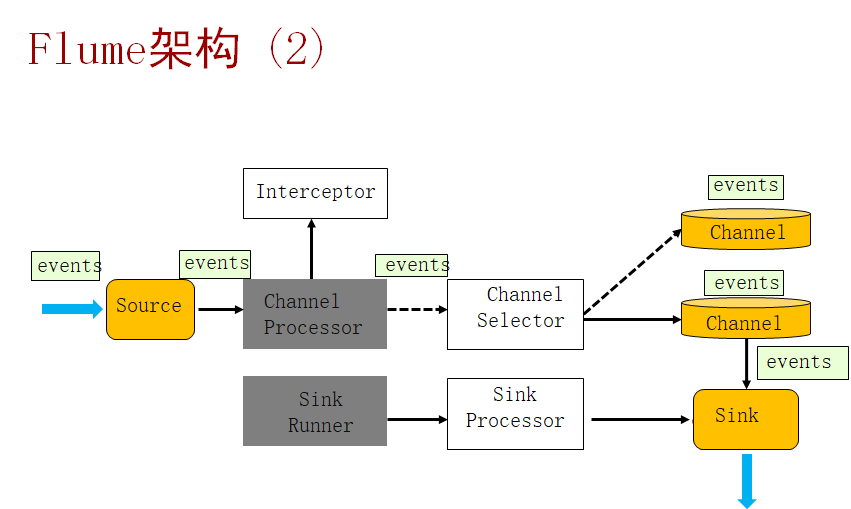 Flume架构 (2)
Interceptor
events
Channel
events
events
events
Source
Channel
Processor
Channel
Selector
events
Channel
events
Sink
Runner
Sink
Processor
Sink